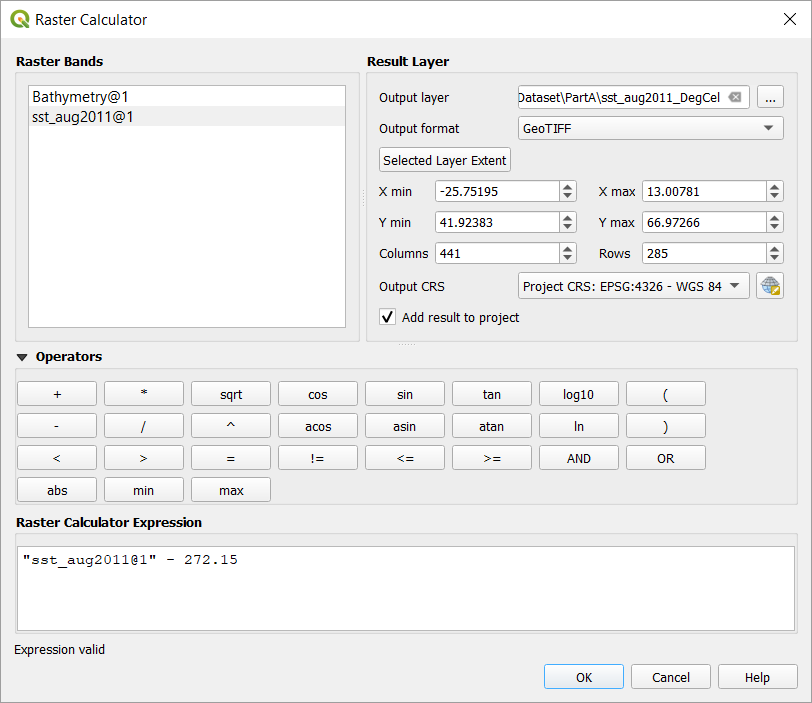 Raster Calculator
Raster Bands
Bathymetry@1
sst_aug2011@1
Result Layer
Output layer Dataset\PartA\sst_aug2011_DegCel ...
Output format GeoTIFF
Selected Layer Extent
X min -25.75195 X max 13.00781
Y min 41.92383 Y max 66.97266
Columns 441 Rows 285
Output CRS Project CRS: EPSG:4326 - WGS 84
Add result to project
Operators
+ * sqrt cos sin tan log10 (
- / ^ acos asin atan ln )
< > = != <= >= AND OR
abs min max
Raster Calculator Expression
"sst_aug2011@1" - 272.15
Expression valid
OK Cancel Help